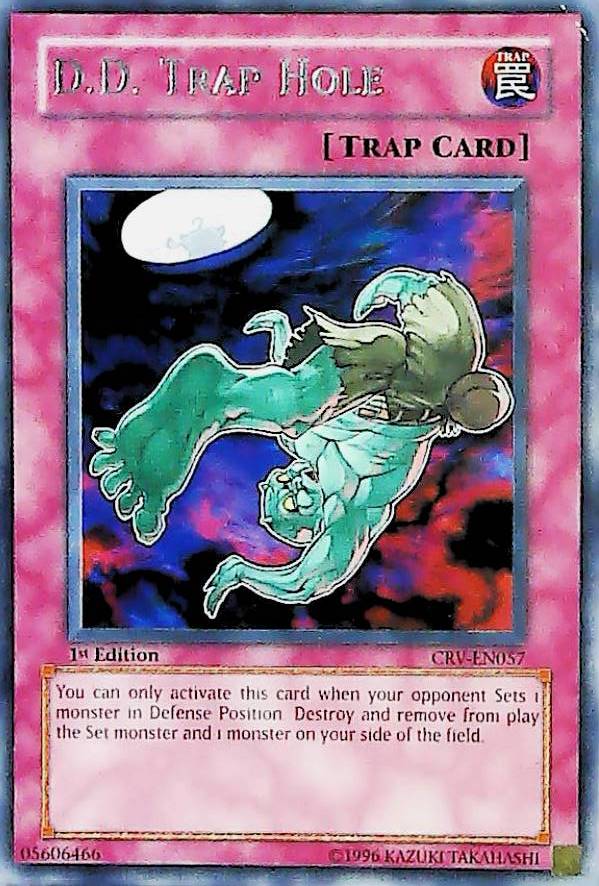 D.D. Trap Hole
TRAP
罠
[TRAP CARD]
1st Edition
CRV-EN057
You can only activate this card when your opponent Sets 1
monster in Defense Position. Destroy and remove from play
the Set monster and 1 monster on your side of the field.
05606466
©1996 KAZUKI TAKAHASHI